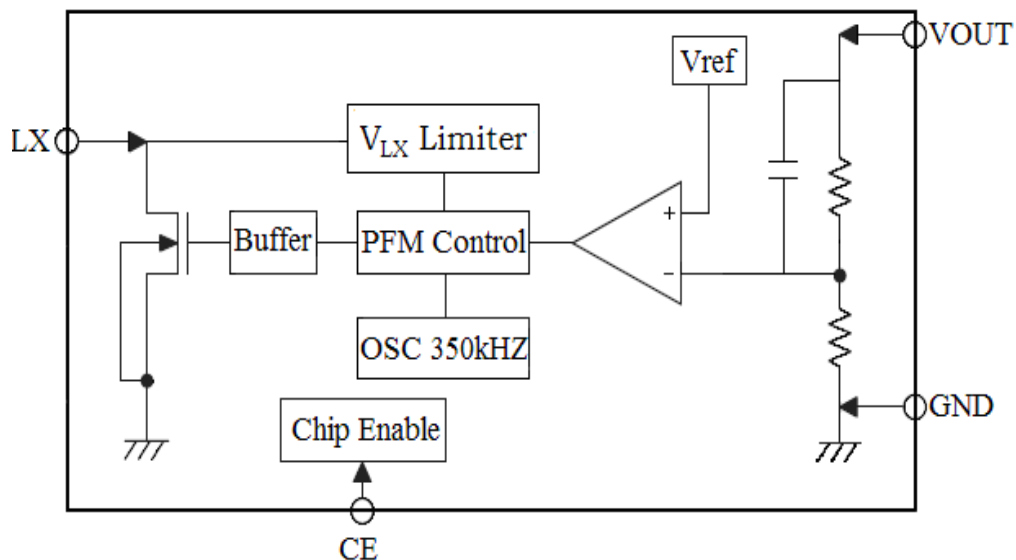 VOUT
Vref
LX
VLX Limiter
+
Buffer
PFM Control
−
OSC 350kHZ
GND
Chip Enable
CE